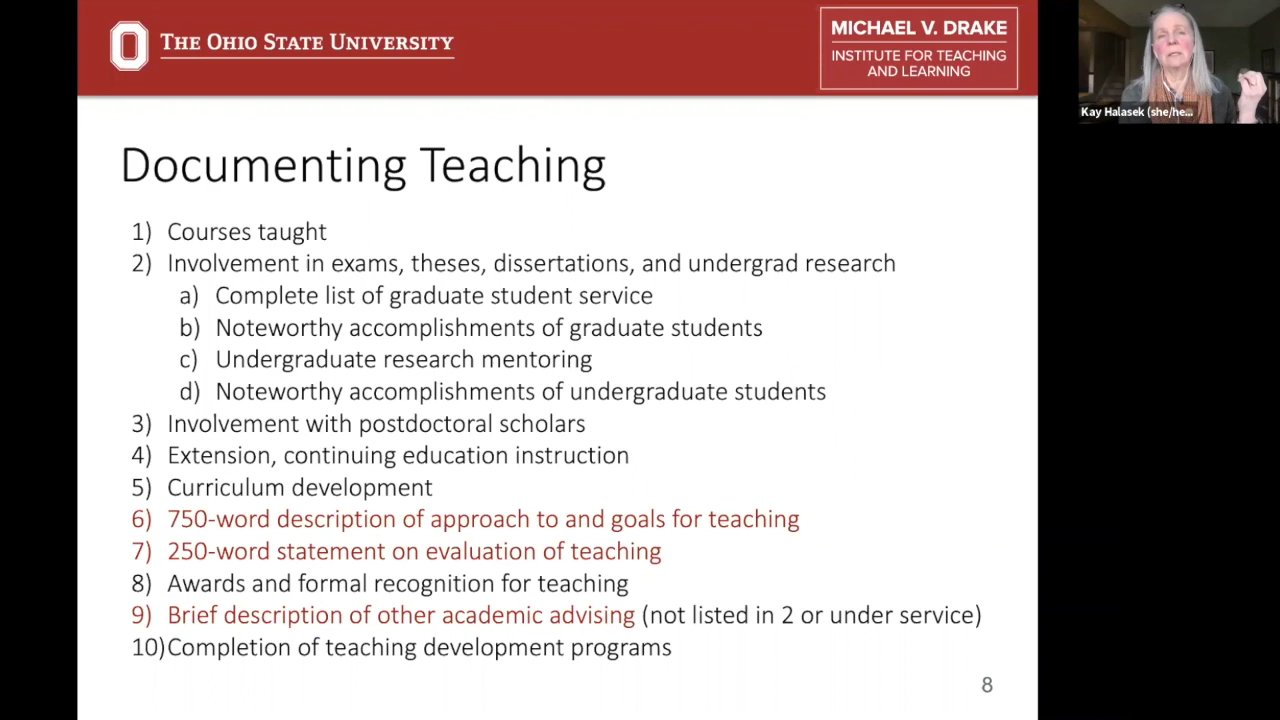 THE OHIO STATE UNIVERSITY
MICHAEL V. DRAKE
INSTITUTE FOR TEACHING
AND LEARNING
Kay Halasek (she/he...
Documenting Teaching
1) Courses taught
2) Involvement in exams, theses, dissertations, and undergrad research
a) Complete list of graduate student service
b) Noteworthy accomplishments of graduate students
c) Undergraduate research mentoring
d) Noteworthy accomplishments of undergraduate students
3) Involvement with postdoctoral scholars
4) Extension, continuing education instruction
5) Curriculum development
6) 750-word description of approach to and goals for teaching
7) 250-word statement on evaluation of teaching
8) Awards and formal recognition for teaching
9) Brief description of other academic advising (not listed in 2 or under service)
10)Completion of teaching development programs
8